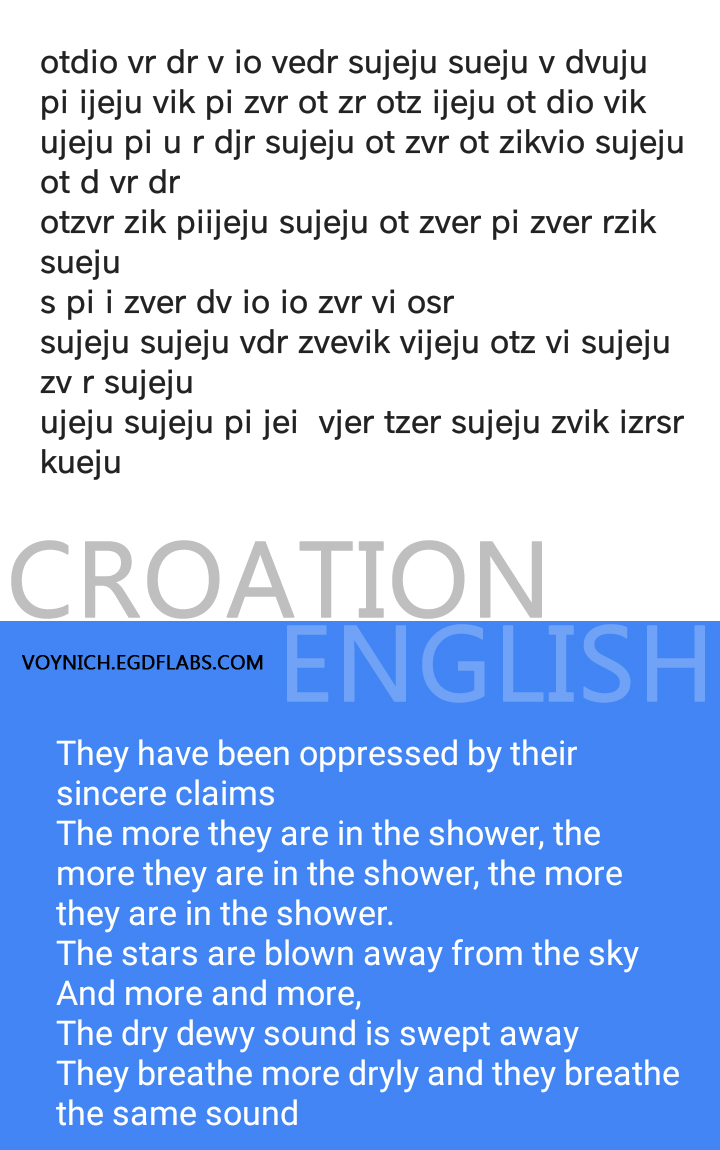 otdio vr dr v io vedr sujeju sueju v dvuju
pi ijeju vik pi zvr ot zr otz ijeju ot dio vik
ujeju pi u r djr sujeju ot zvr ot zikvio sujeju
ot d vr dr
otzvr zik piijeju sujeju ot zver pi zver rzik
sueju
s pi i zver dv io io zvr vi osr
sujeju sujeju vdr zvevik vijeju otz vi sujeju
zv r sujeju
ujeju sujeju pi jei  vjer tzer sujeju zvik izrsr
kueju
CROATION
ENGLISH
VOYNICH.EGDFLABS.COM
They have been oppressed by their
sincere claims
The more they are in the shower, the
more they are in the shower, the more
they are in the shower.
The stars are blown away from the sky
And more and more,
The dry dewy sound is swept away
They breathe more dryly and they breathe
the same sound